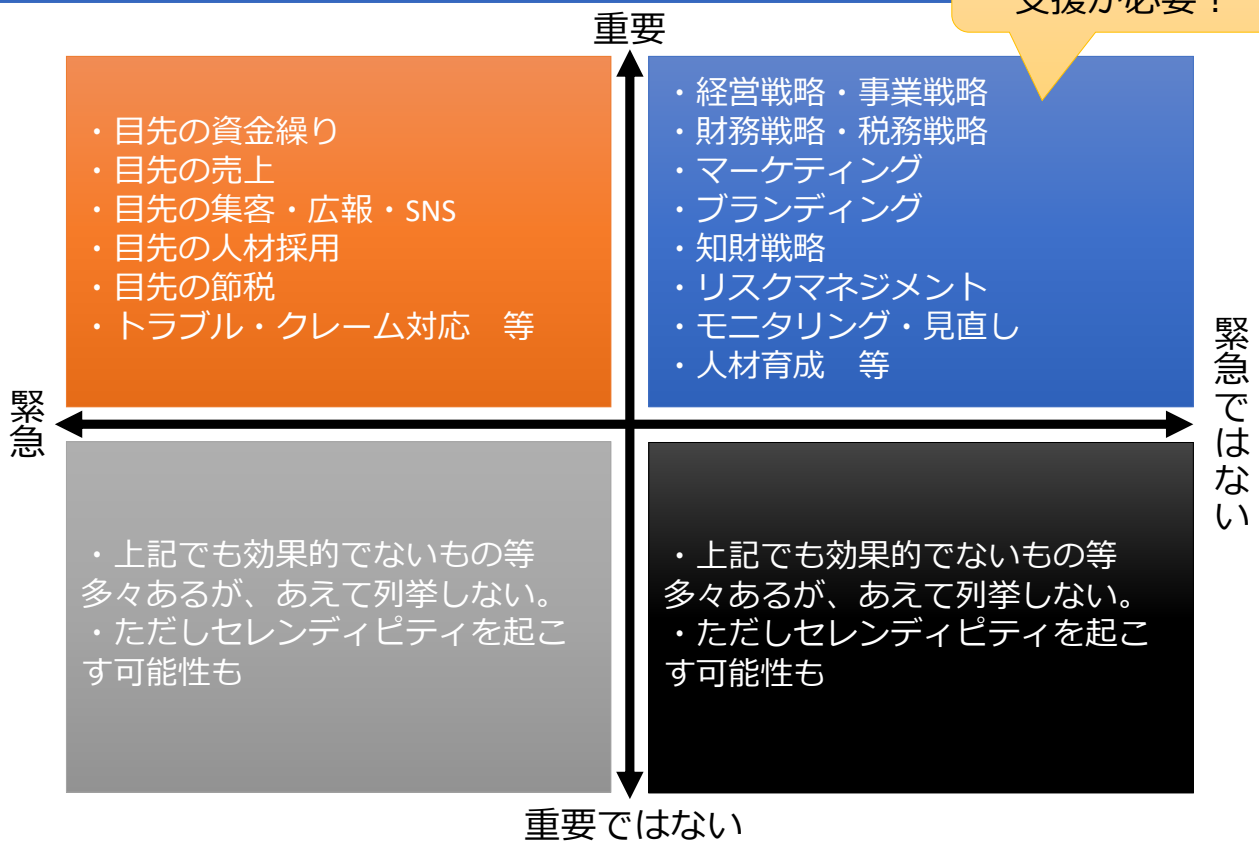 支援が必要！
重要
・目先の資金繰り
・目先の売上
・目先の集客・広報・SNS
・目先の人材採用
・目先の節税
・トラブル・クレーム対応　等
・経営戦略・事業戦略
・財務戦略・税務戦略
・マーケティング
・ブランディング
・知財戦略
・リスクマネジメント
・モニタリング・見直し
・人材育成　等
緊急
緊急ではない
・上記でも効果的でないもの等
多々あるが、あえて列挙しない。
・ただしセレンディピティを起こ
す可能性も
・上記でも効果的でないもの等
多々あるが、あえて列挙しない。
・ただしセレンディピティを起こ
す可能性も
重要ではない